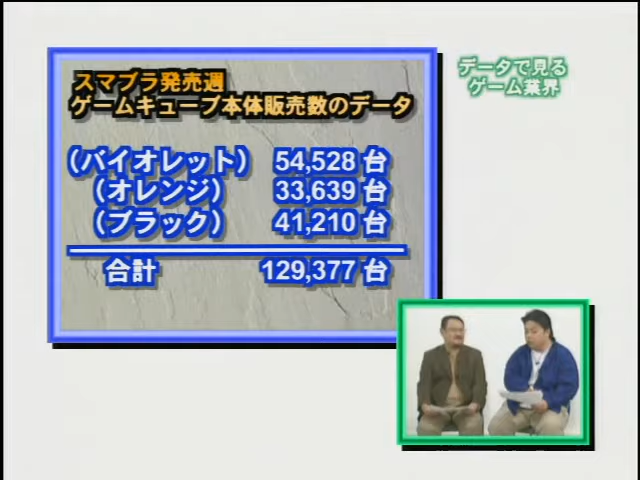 スマブラ発売週
ゲームキューブ本体販売数のデータ
データで見る
ゲーム業界
（バイオレット） 54,528 台
（オレンジ） 33,639 台
（ブラック） 41,210 台
合計 129,377 台